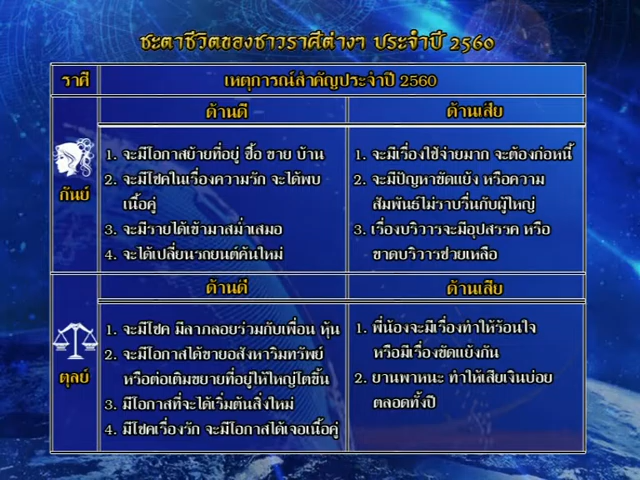 ชะตาชีวิตของชาวราศีต่างๆ ประจำปี 2560
ราศี
เหตุการณ์สำคัญประจำปี 2560
ด้านดี
ด้านเสีย
กันย์
1. จะมีโอกาสย้ายที่อยู่ ซื้อ ขาย บ้าน
2. จะมีโชคในเรื่องความรัก จะได้พบ
เนื้อคู่
3. จะมีรายได้เข้ามาสม่ำเสมอ
4. จะได้เปลี่ยนรถยนต์คันใหม่
1. จะมีเรื่องใช้จ่ายมาก จะต้องก่อหนี้
2. จะมีปัญหาขัดแย้ง หรือความ
สัมพันธ์ไม่ราบรื่นกับผู้ใหญ่
3. เรื่องบริวารจะมีอุปสรรค หรือ
ขาดบริวารช่วยเหลือ
ด้านดี
ด้านเสีย
ตุลย์
1. จะมีโชค มีลาภลอยร่วมกับเพื่อน หุ้น
2. จะมีโอกาสได้ขายอสังหาริมทรัพย์
หรือต่อเติมขยายที่อยู่ให้ใหญ่โตขึ้น
3. มีโอกาสที่จะได้เริ่มต้นสิ่งใหม่
4. มีโชคเรื่องรัก จะมีโอกาสได้เจอเนื้อคู่
1. พี่น้องจะมีเรื่องทำให้ร้อนใจ
หรือมีเรื่องขัดแย้งกัน
2. ยานพาหนะ ทำให้เสียเงินบ่อย
ตลอดทั้งปี